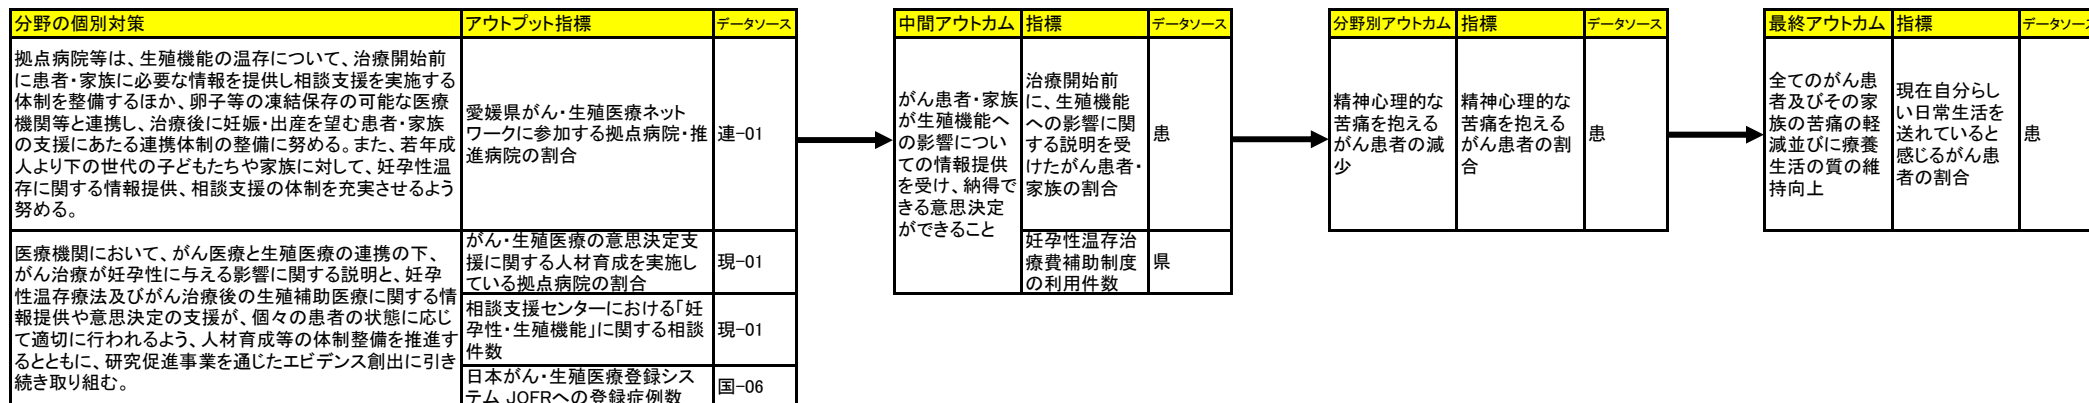 分野の個別対策
アウトプット指標
データソース
拠点病院等は、生殖機能の温存について、治療開始前
に患者・家族に必要な情報を提供し相談支援を実施する
体制を整備するほか、卵子等の凍結保存の可能な医療
機関等と連携し、治療後に妊娠・出産を望む患者・家族
の支援にあたる連携体制の整備に努める。また、若年成
人より下の世代の子どもたちや家族に対して、妊孕性温
存に関する情報提供、相談支援の体制を充実させるよう
努める。
愛媛県がん・生殖医療ネット
ワークに参加する拠点病院・推
進病院の割合
連-01
医療機関において、がん医療と生殖医療の連携の下、
がん治療が妊孕性に与える影響に関する説明と、妊孕
性温存療法及びがん治療後の生殖補助医療に関する情
報提供や意思決定の支援が、個々の患者の状態に応じ
て適切に行われるよう、人材育成等の体制整備を推進す
るとともに、研究促進事業を通じたエビデンス創出に引き
続き取り組む。
がん・生殖医療の意思決定支
援に関する人材育成を実施し
ている拠点病院の割合
現-01
相談支援センターにおける「妊
孕性・生殖機能」に関する相談
件数
現-01
日本がん・生殖医療登録シス
テム JOFRへの登録症例数
国-06
中間アウトカム
指標
データソース
がん患者・家族
が生殖機能へ
の影響につい
ての情報提供
を受け、納得で
きる意思決定
ができること
治療開始前
に、生殖機能
への影響に関
する説明を受
けたがん患者・
家族の割合
患
妊孕性温存治
療費補助制度
の利用件数
県
分野別アウトカム
指標
データソース
精神心理的な
苦痛を抱える
がん患者の減
少
精神心理的な
苦痛を抱える
がん患者の割
合
患
最終アウトカム
指標
データソース
全てのがん患
者及びその家
族の苦痛の軽
減並びに療養
生活の質の維
持向上
現在自分らし
い日常生活を
送れていると
感じるがん患
者の割合
患